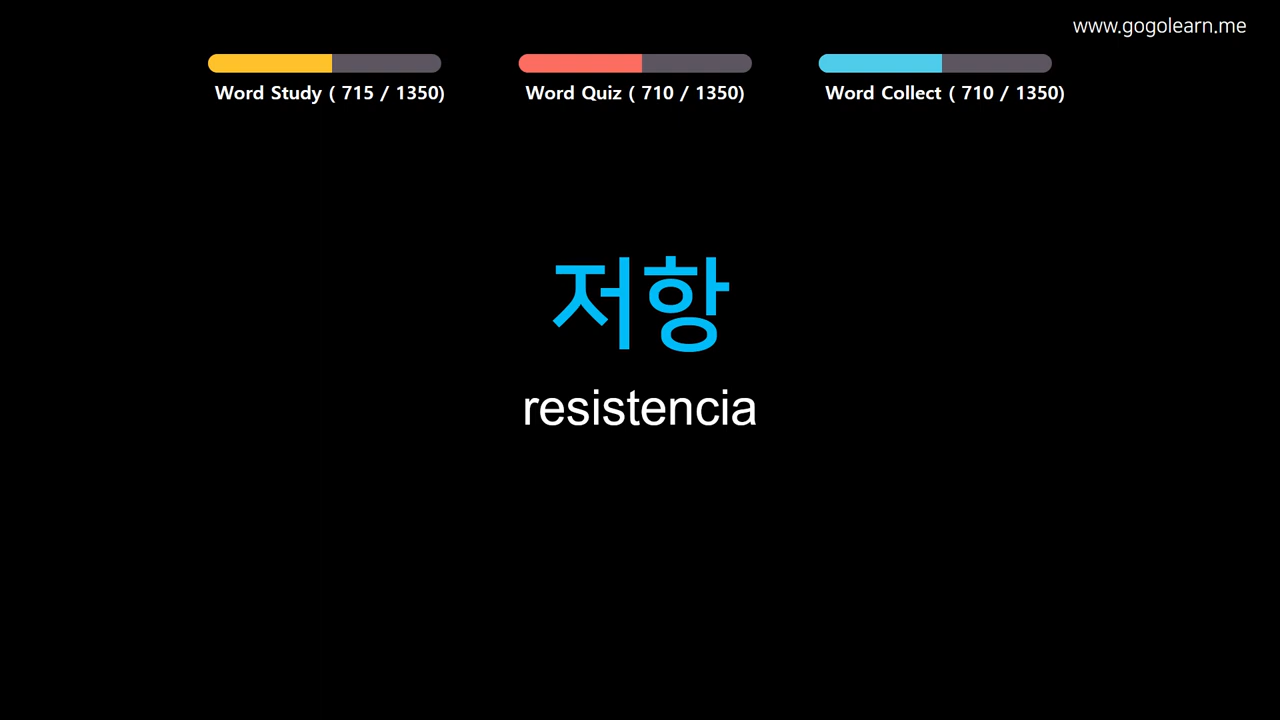 www.gogolearn.me
Word Study ( 715 / 1350)
Word Quiz ( 710 / 1350)
Word Collect ( 710 / 1350)
저항
resistencia